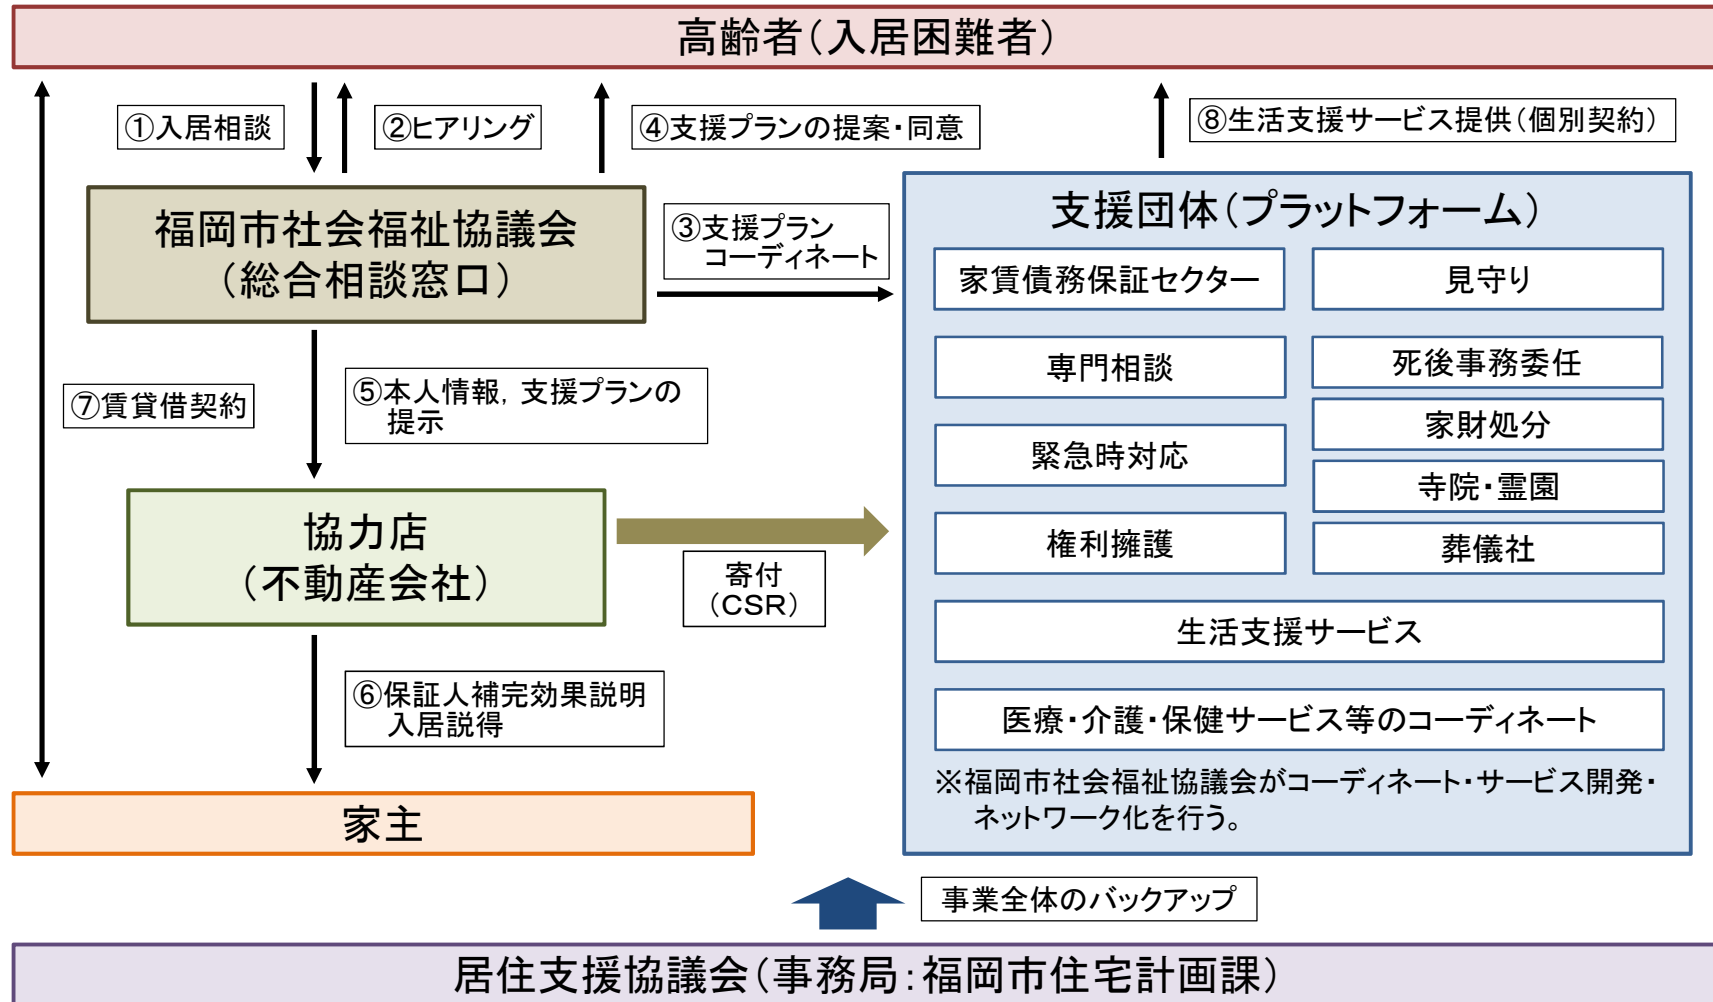 高齢者（入居困難者）
①入居相談
②ヒアリング
④支援プランの提案・同意
⑧生活支援サービス提供（個別契約）
福岡市社会福祉協議会
（総合相談窓口）
③支援プラン
コーディネート
支援団体（プラットフォーム）
家賃債務保証セクター
見守り
専門相談
死後事務委任
家財処分
緊急時対応
寺院・霊園
権利擁護
葬儀社
生活支援サービス
医療・介護・保健サービス等のコーディネート
※福岡市社会福祉協議会がコーディネート・サービス開発・
ネットワーク化を行う。
⑦賃貸借契約
⑤本人情報，支援プランの
提示
協力店
（不動産会社）
寄付
（ＣＳＲ）
⑥保証人補完効果説明
入居説得
家主
事業全体のバックアップ
居住支援協議会（事務局：福岡市住宅計画課）